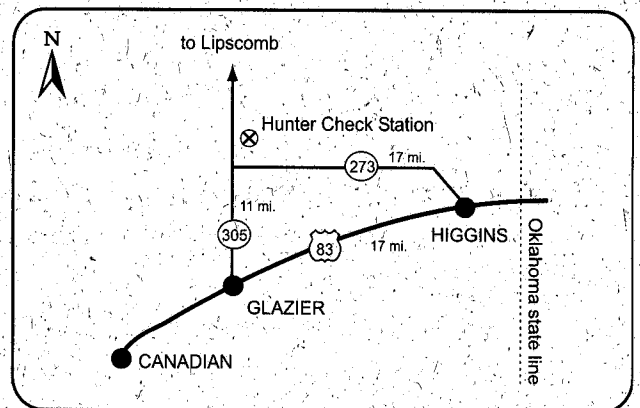 N
to Lipscomb
Hunter Check Station
273
17 mi.
11 mi.
305
83
17 mi.
HIGGINS
GLAZIER
CANADIAN
Oklahoma state line